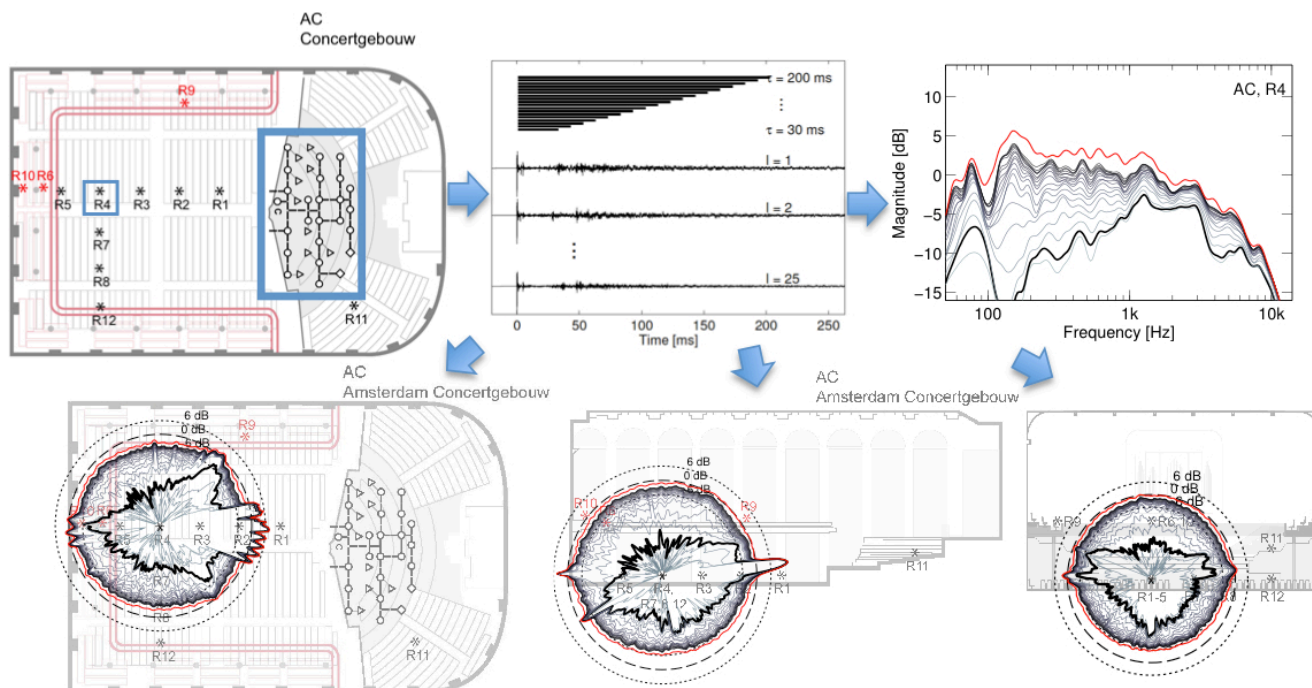 AC
Concertgebouw
R9
R10 R6
R5 R4 R3 R2 R1
R7
R8
R12
R11
C
τ = 200 ms
τ = 30 ms
l = 1
l = 2
l = 25
0 50 100 150 200 250
Time [ms]
AC, R4
10
5
0
−5
−10
−15
Magnitude [dB]
100 1k 10k
Frequency [Hz]
AC
Amsterdam Concertgebouw
6 dB
0 dB
R9
R4 R3 R2 R1
R7
R8
R12
R11
C
AC
Amsterdam Concertgebouw
6 dB
0 dB
R10
R9
R5 R4 R3 R1
R11
6 dB
0 dB
R9
R11
R1-5
R12